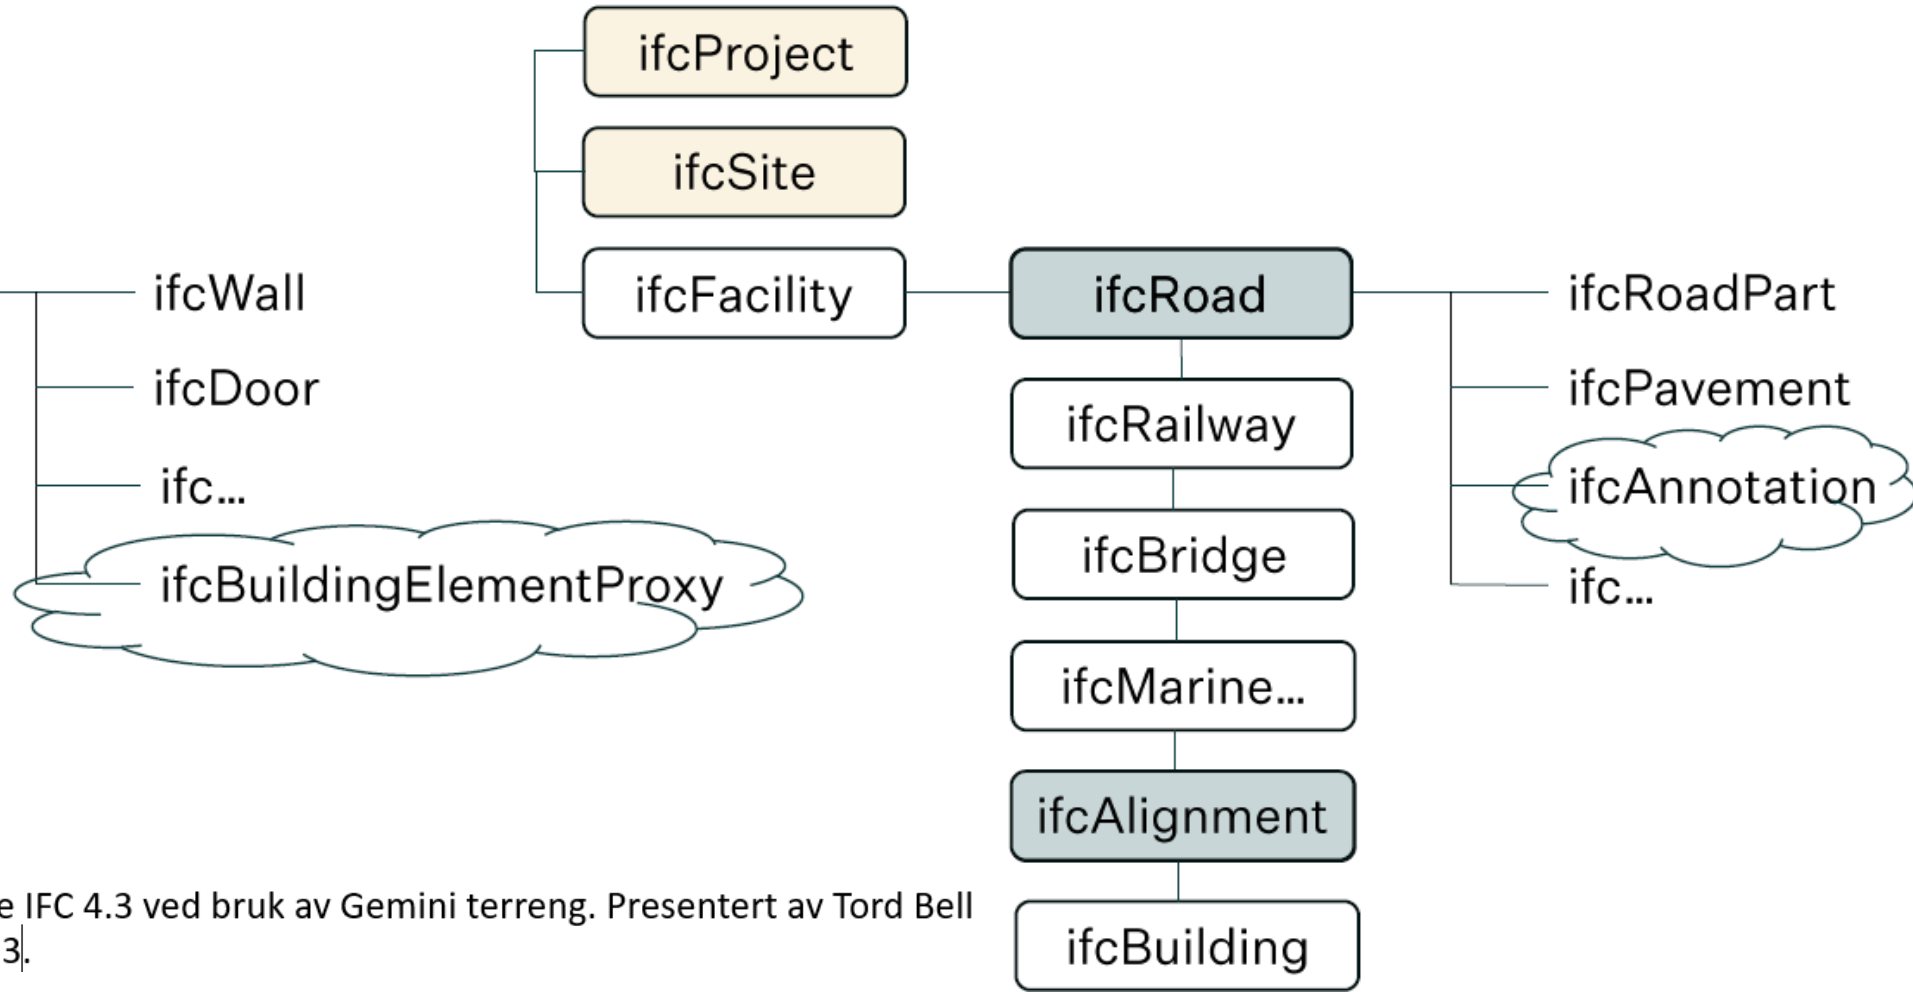 ifcProject
ifcSite
ifcFacility
ifcWall
ifcDoor
ifc...
ifcBuildingElementProxy
ifcRoad
ifcRailway
ifcBridge
ifcMarine...
ifcAlignment
ifcBuilding
ifcRoadPart
ifcPavement
ifcAnnotation
ifc...
e IFC 4.3 ved bruk av Gemini terreng. Presentert av Tord Bell
3.